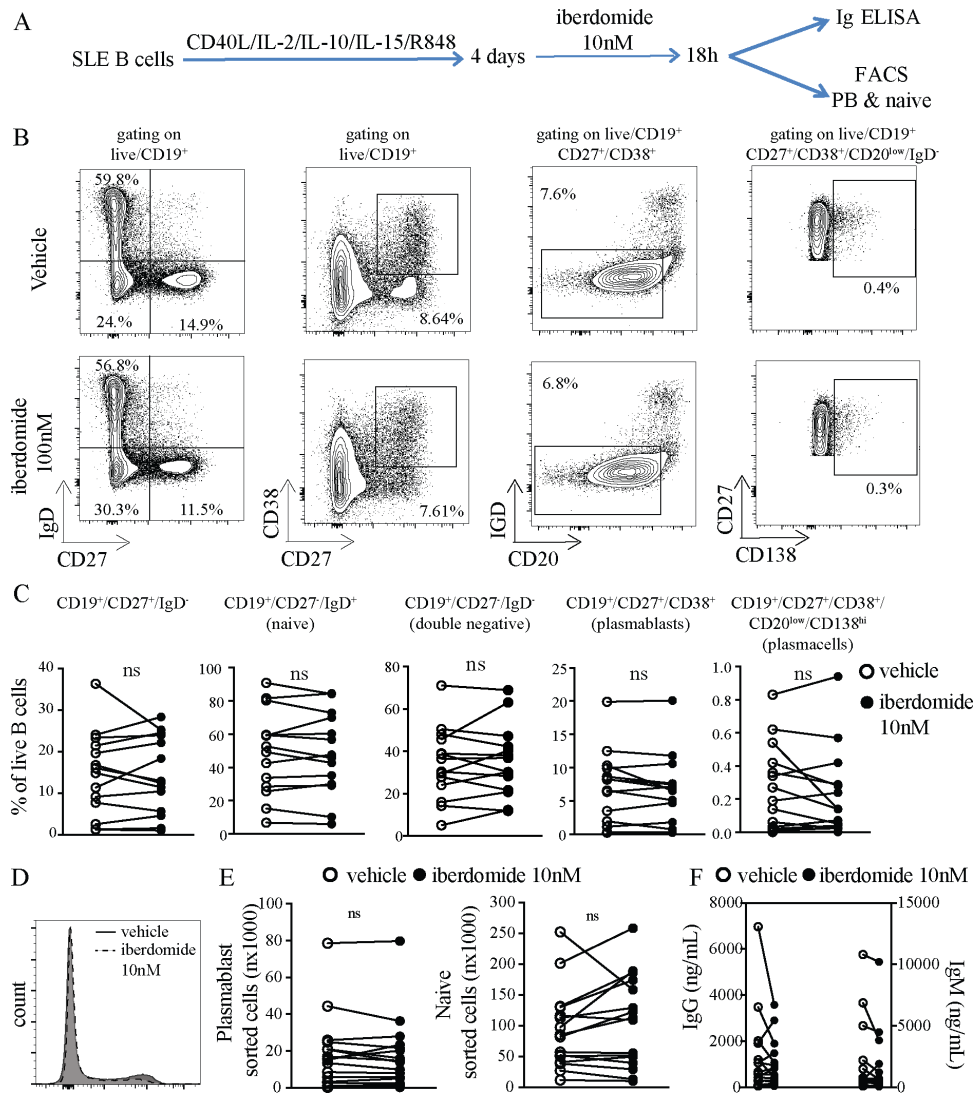 A
SLE B cells
CD40L/IL-2/IL-10/IL-15/R848
4 days
iberdomide
10nM
18h
Ig ELISA
FACS
PB & naive
B
gating on
live/CD19⁺
gating on
live/CD19⁺
gating on live/CD19⁺
CD27⁺/CD38⁺
gating on live/CD19⁺
CD27⁺/CD38⁺/CD20ˡᵒʷ/IgD⁻
Vehicle
59.8%
24.%
14.9%
8.64%
7.6%
0.4%
iberdomide
100nM
56.8%
30.3%
11.5%
7.61%
6.8%
0.3%
IgD
CD27
CD38
CD27
IGD
CD20
CD27
CD138
C
CD19⁺/CD27⁺/IgD⁻
CD19⁺/CD27⁻/IgD⁺
(naive)
CD19⁺/CD27⁻/IgD⁻
(double negative)
CD19⁺/CD27⁺/CD38⁺
(plasmablasts)
CD19⁺/CD27⁺/CD38⁺/
CD20ˡᵒʷ/CD138ʰⁱ
(plasmacells)
% of live B cells
40
30
20
10
0
ns
100
80
60
40
20
0
ns
80
60
40
20
0
ns
25
20
15
10
5
0
ns
1.0
0.8
0.6
0.4
0.2
0.0
ns
vehicle
iberdomide
10nM
D
count
vehicle
iberdomide
10nM
E
vehicle
iberdomide 10nM
Plasmablast
sorted cells (nx1000)
100
80
60
40
20
0
ns
Naive
sorted cells (nx1000)
300
250
200
150
100
50
0
ns
F
vehicle
iberdomide 10nM
IgG (ng/mL)
8000
6000
4000
2000
0
15000
10000
5000
0
IgM (ng/mL)